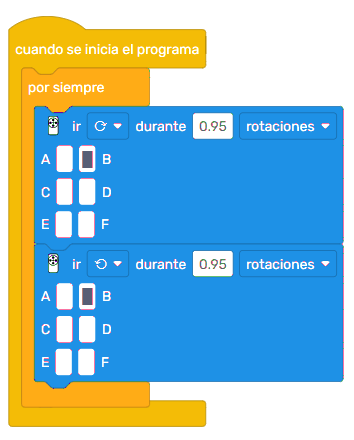 cuando se inicia el programa
por siempre
ir durante 0.95 rotaciones
A B
C D
E F
ir durante 0.95 rotaciones
A B
C D
E F